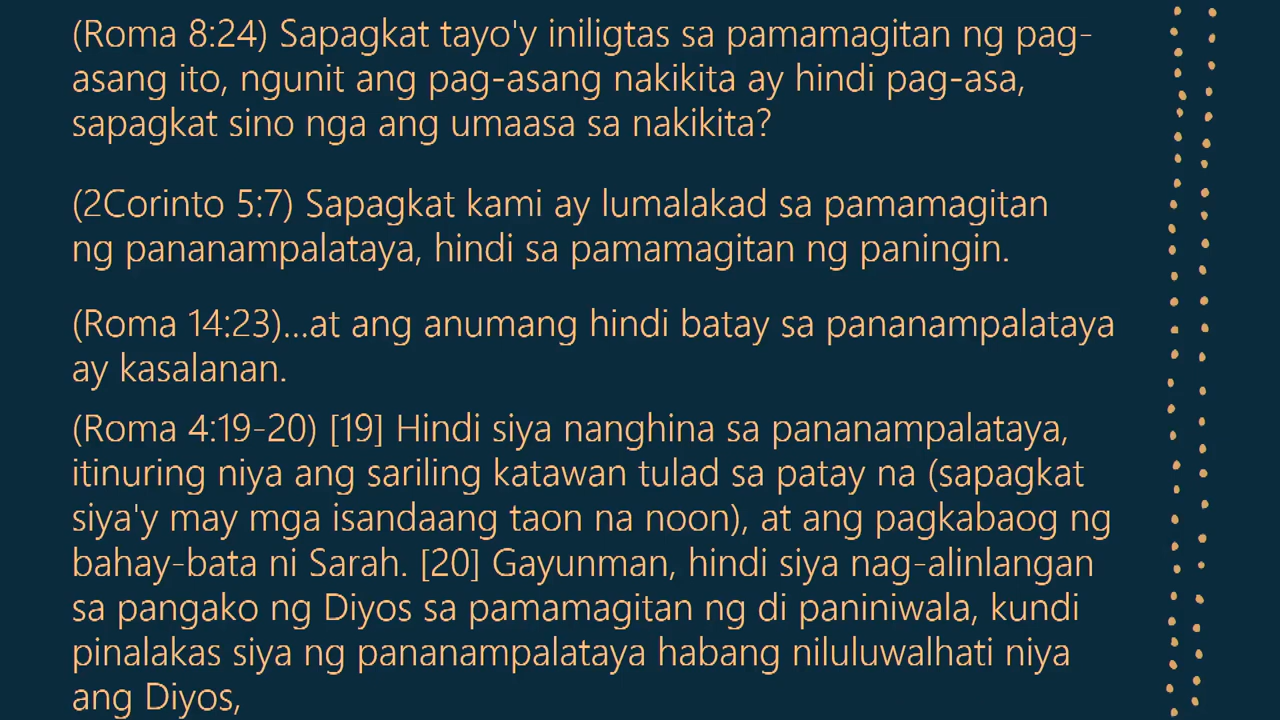 (Roma 8:24) Sapagkat tayo'y iniligtas sa pamamagitan ng pag-
asang ito, ngunit ang pag-asang nakikita ay hindi pag-asa,
sapagkat sino nga ang umaasa sa nakikita?
(2Corinto 5:7) Sapagkat kami ay lumalakad sa pamamagitan
ng pananampalataya, hindi sa pamamagitan ng paningin.
(Roma 14:23)...at ang anumang hindi batay sa pananampalataya
ay kasalanan.
(Roma 4:19-20) [19] Hindi siya nanghina sa pananampalataya,
itinuring niya ang sariling katawan tulad sa patay na (sapagkat
siya'y may mga isandaang taon na noon), at ang pagkabaog ng
bahay-bata ni Sarah. [20] Gayunman, hindi siya nag-alinlangan
sa pangako ng Diyos sa pamamagitan ng di paniniwala, kundi
pinalakas siya ng pananampalataya habang niluluwalhati niya
ang Diyos,